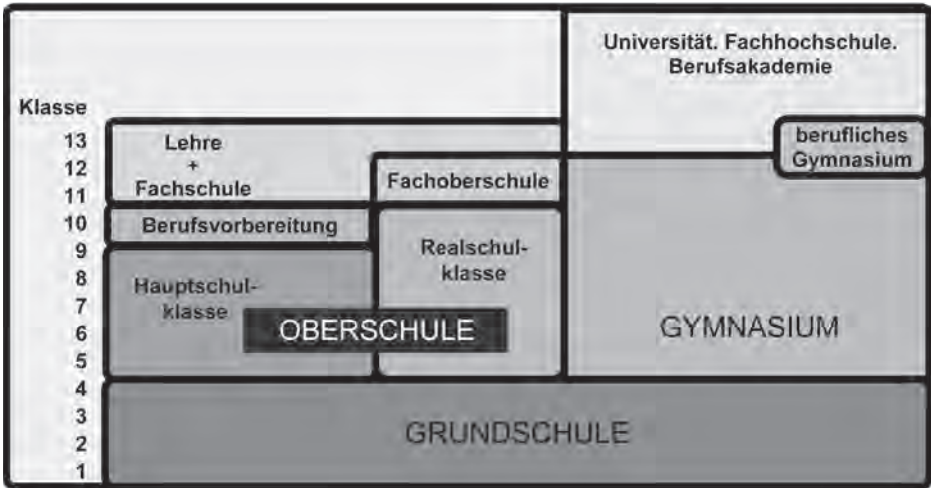 Universität. Fachhochschule.
Berufsakademie
Klasse
13
12
11
10
9
8
7
6
5
4
3
2
1
Lehre
+
Fachschule
Fachoberschule
berufliches
Gymnasium
Berufsvorbereitung
Hauptschul-
klasse
Realschul-
klasse
OBERSCHULE
GYMNASIUM
GRUNDSCHULE